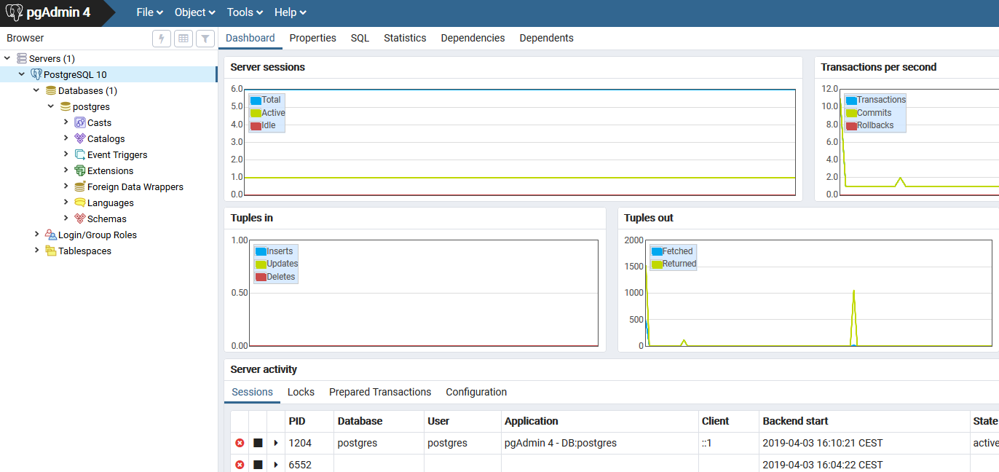 pgAdmin 4 File Object Tools Help
Browser
Dashboard Properties SQL Statistics Dependencies Dependents
Servers (1)
PostgreSQL 10
Databases (1)
postgres
Casts
Catalogs
Event Triggers
Extensions
Foreign Data Wrappers
Languages
Schemas
Login/Group Roles
Tablespaces
Server sessions
6.0
5.0
4.0
3.0
2.0
1.0
0.0
Total
Active
Idle
Transactions per second
12.0
10.0
8.0
6.0
4.0
2.0
0.0
Transactions
Commits
Rollbacks
Tuples in
1.00
0.50
0.00
Inserts
Updates
Deletes
Tuples out
2000
1500
1000
500
0
Fetched
Returned
Server activity
Sessions Locks Prepared Transactions Configuration
PID Database User Application Client Backend start State
1204 postgres postgres pgAdmin 4 - DB:postgres ::1 2019-04-03 16:10:21 CEST active
6552 2019-04-03 16:04:22 CEST